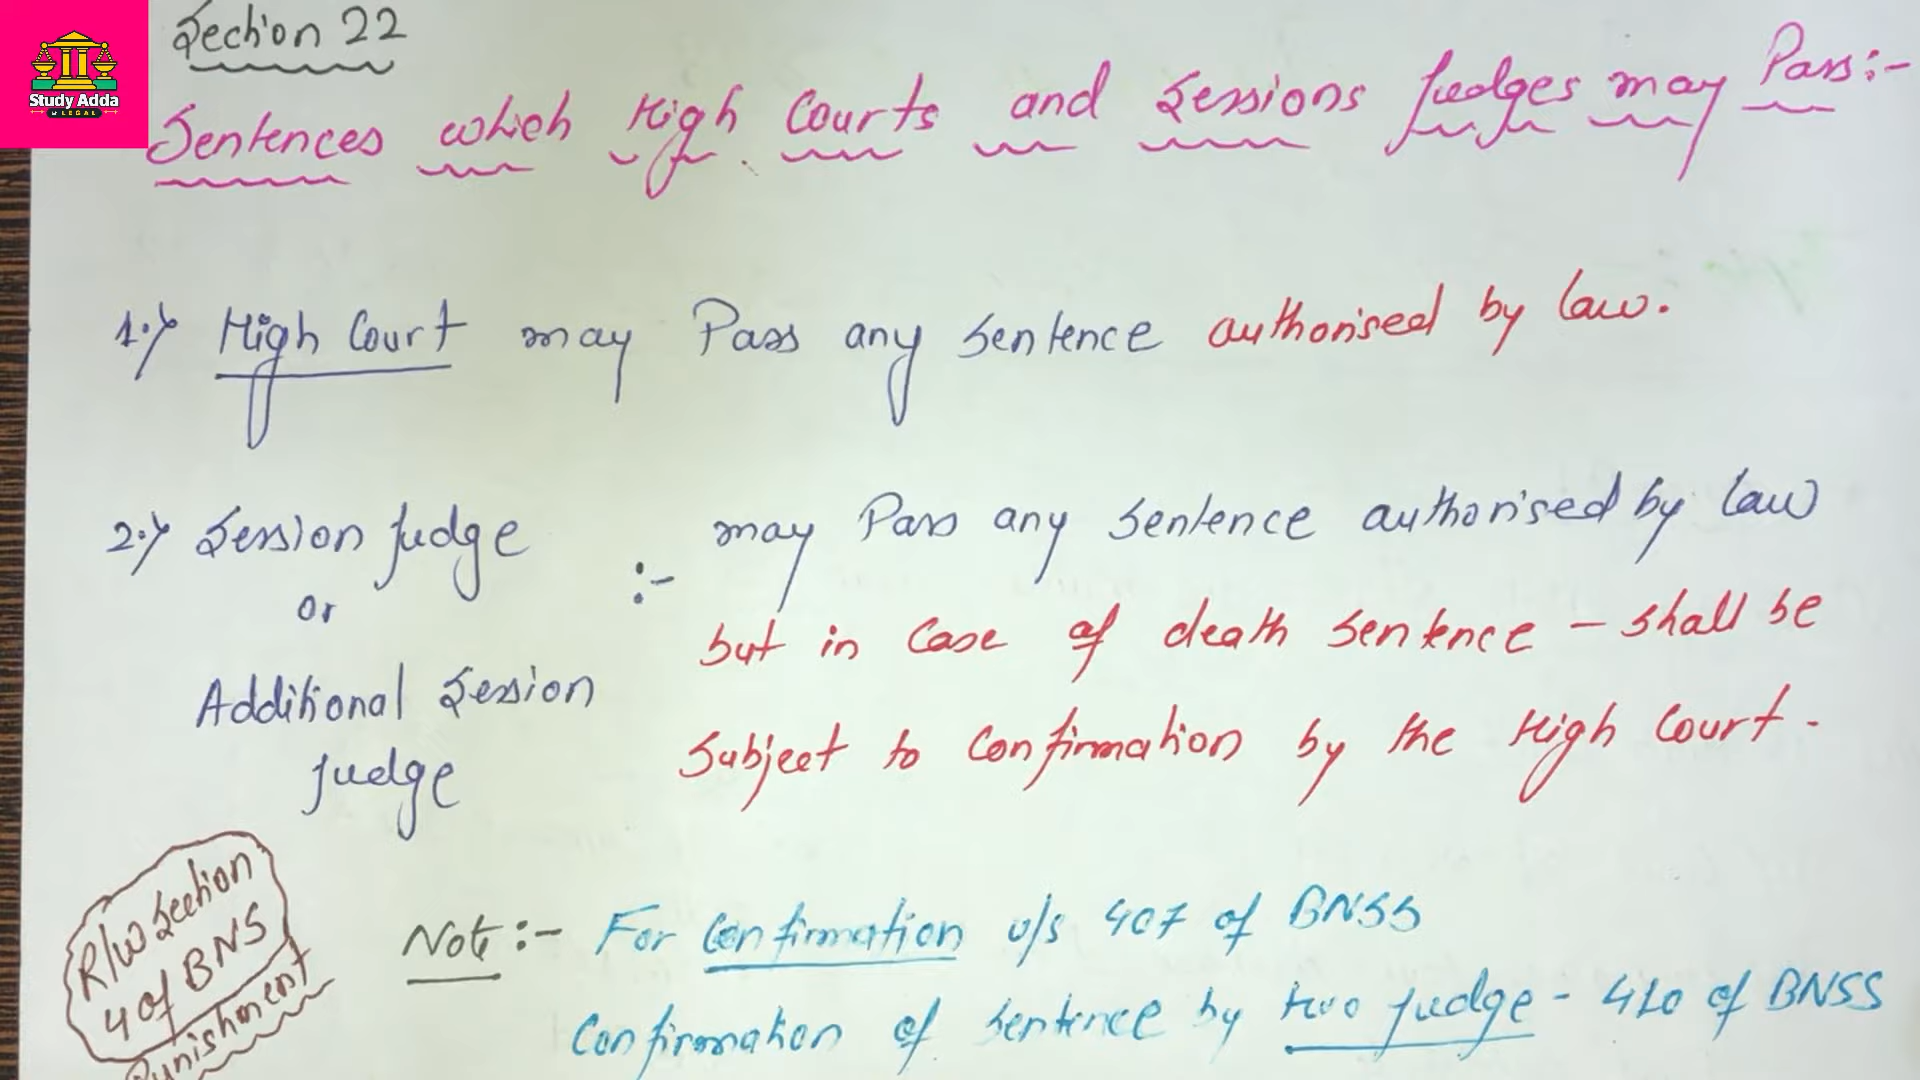 Study Adda
LEGAL
Section 22
Sentences which High Courts and Sessions Judges may Pass:-
1.) High Court may Pass any sentence authorised by law.
2.) Session Judge
or
Additional Session
Judge
:- may Pass any sentence authorised by law
but in Case of death sentence - shall be
subject to Confirmation by the High Court.
R/W Section
4 of BNS
Punishment
Note :- For Confirmation u/s 407 of BNSS
Confirmation of sentence by two judge - 410 of BNSS